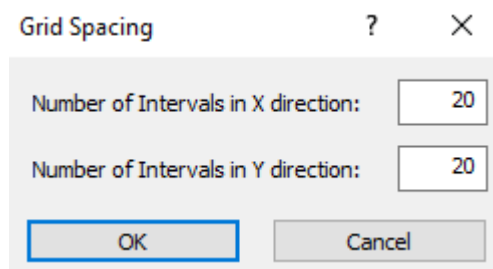 Grid Spacing ?
Number of Intervals in X direction: 20
Number of Intervals in Y direction: 20
OK Cancel